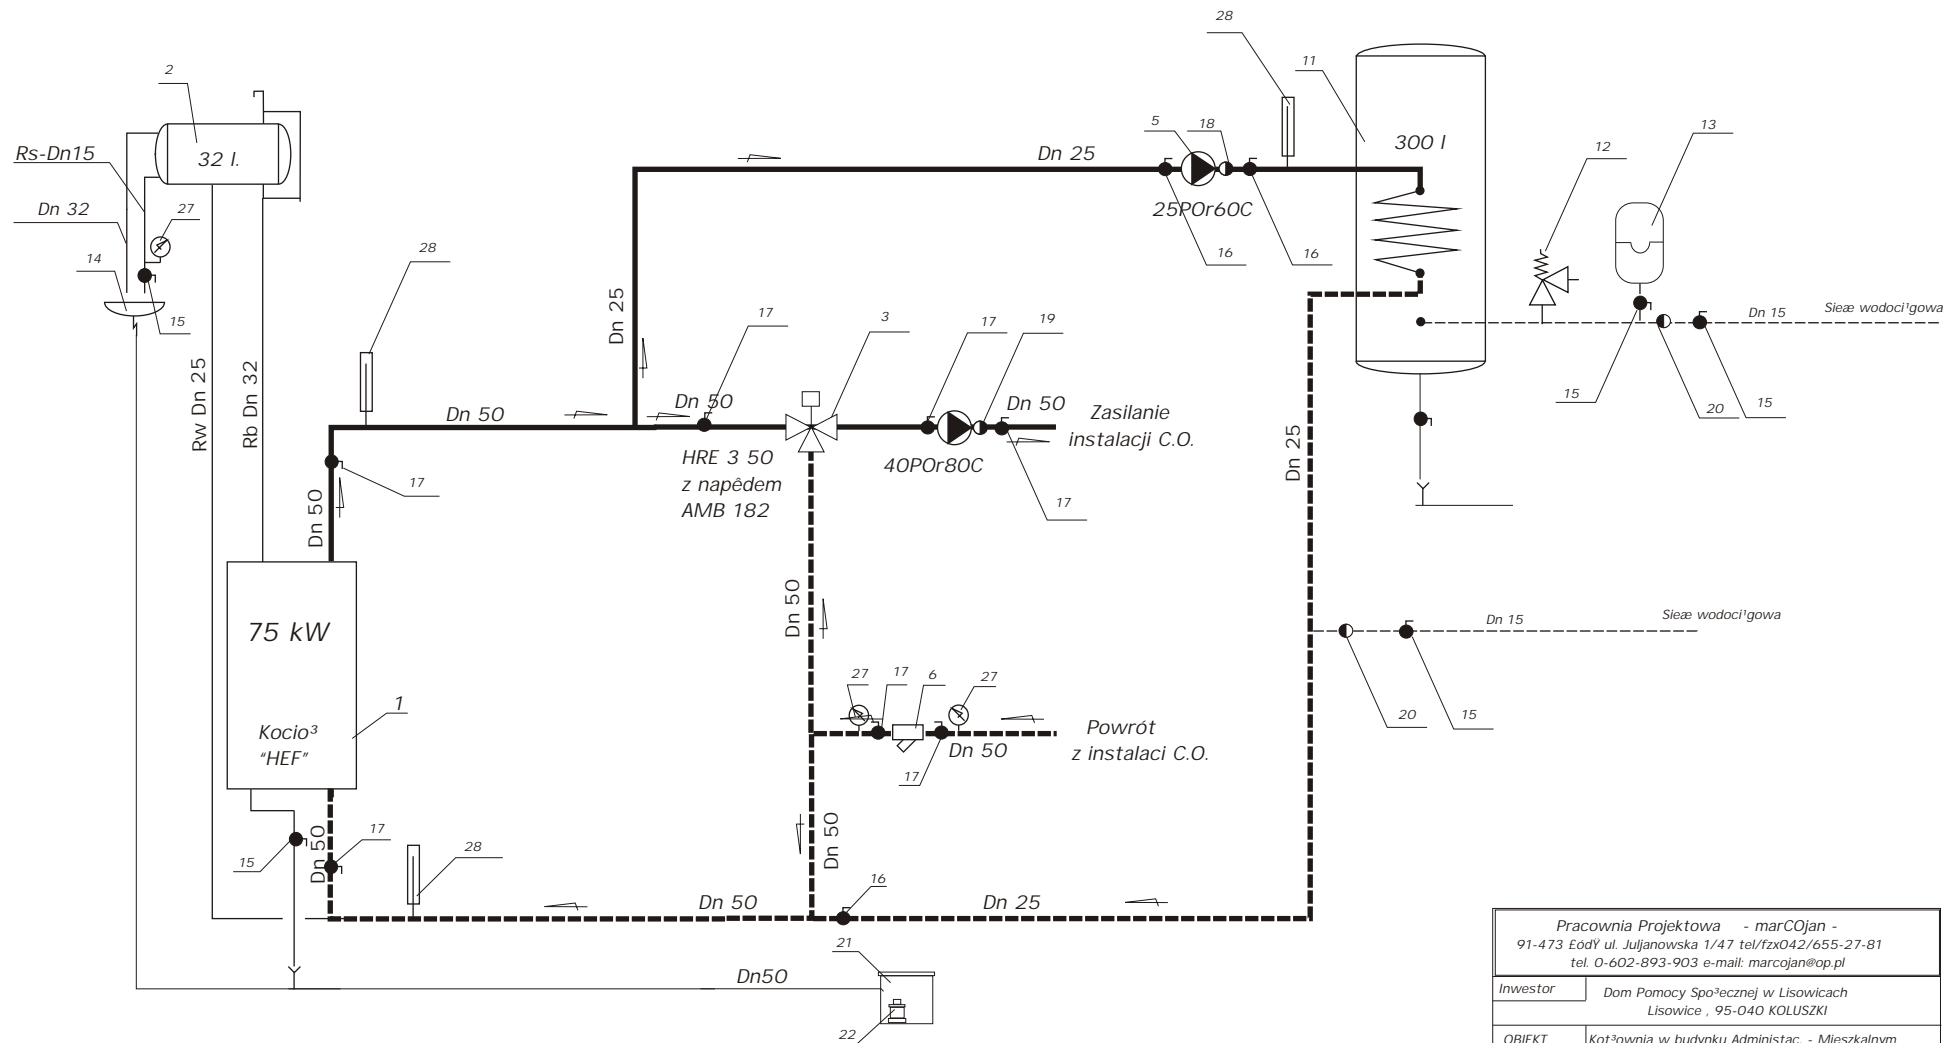 28
2
11
5
18
13
12
300 l
Rs-Dn15
32 l.
Dn 25
Dn 32
27
25POr60C
28
14
16
16
15
Dn 25
17
3
17
19
Dn 15
Sieæ wodoci¹gowa
Rw Dn 25
Rb Dn 32
Dn 50
Dn 50
Dn 50
Zasilanie
instalacji C.O.
15
20
15
HRE 3 50
z napêdem
AMB 182
40POr80C
17
17
Dn 25
Dn 50
75 kW
Dn 50
Dn 15
Sieæ wodoci¹gowa
27
17
6
27
1
Kocio³
"HEF"
Dn 50
17
Powrót
z instalaci C.O.
20
15
15
Dn 50
17
28
Dn 50
Dn 50
16
Dn 25
21
Dn50
22
Pracownia Projektowa - marCOjan -
91-473 £ódŸ ul. Juljanowska 1/47 tel/fzx042/655-27-81
tel. 0-602-893-903 e-mail: marcojan@op.pl
Inwestor
Dom Pomocy Spo³ecznej w Lisowicach
Lisowice , 95-040 KOLUSZKI
OBIEKT
Kot³ownia w budynku Administac. - Mieszkalnym